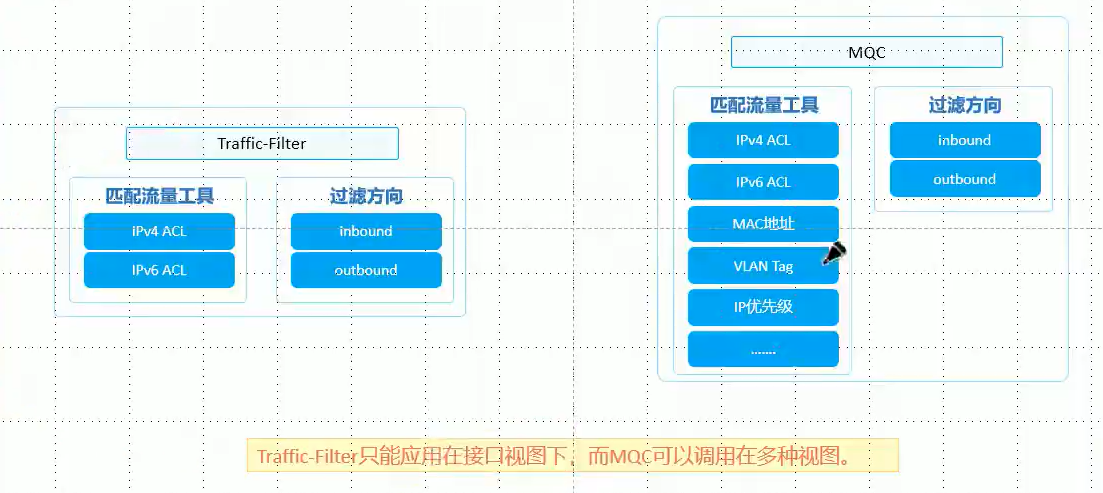 Traffic-Filter
匹配流量工具
IPv4 ACL
IPv6 ACL
过滤方向
inbound
outbound
MQC
匹配流量工具
IPv4 ACL
IPv6 ACL
MAC地址
VLAN Tag
IP优先级
.......
过滤方向
inbound
outbound
Traffic-Filter只能应用在接口视图下，而MQC可以调用在多种视图。